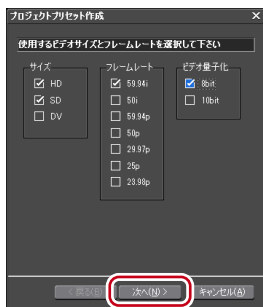 プロジェクトプリセット作成
使用するビデオサイズとフレームレートを選択して下さい
サイズ
HD
SD
DV
フレームレート
59.94i
50i
59.94p
50p
29.97p
25p
23.98p
ビデオ量子化
8bit
10bit
< 戻る(B)
次へ(N) >
キャンセル(A)